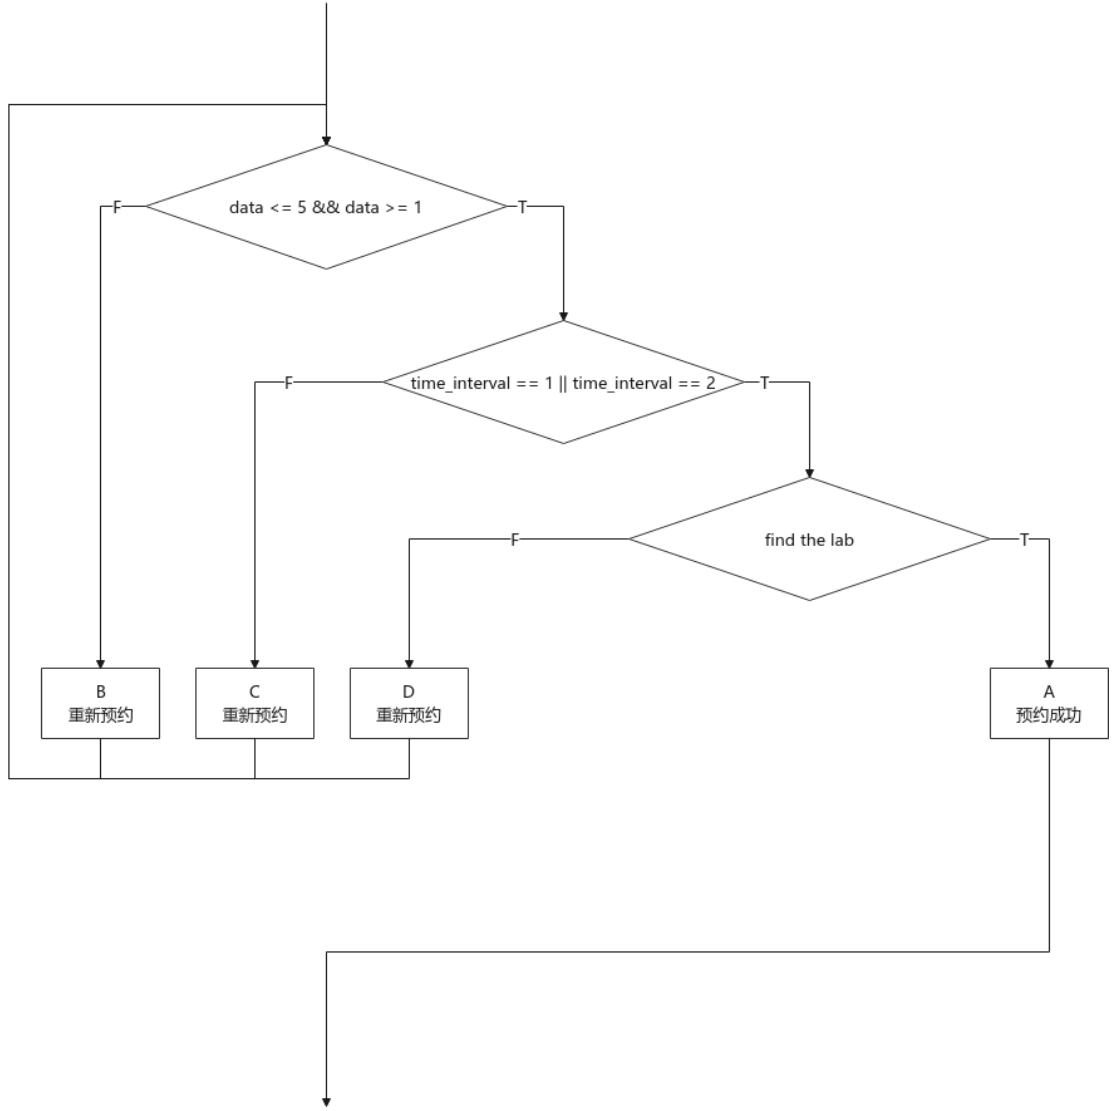 F
data <= 5 && data >= 1
T
F
time_interval == 1 || time_interval == 2
T
F
find the lab
T
B
重新预约
C
重新预约
D
重新预约
A
预约成功